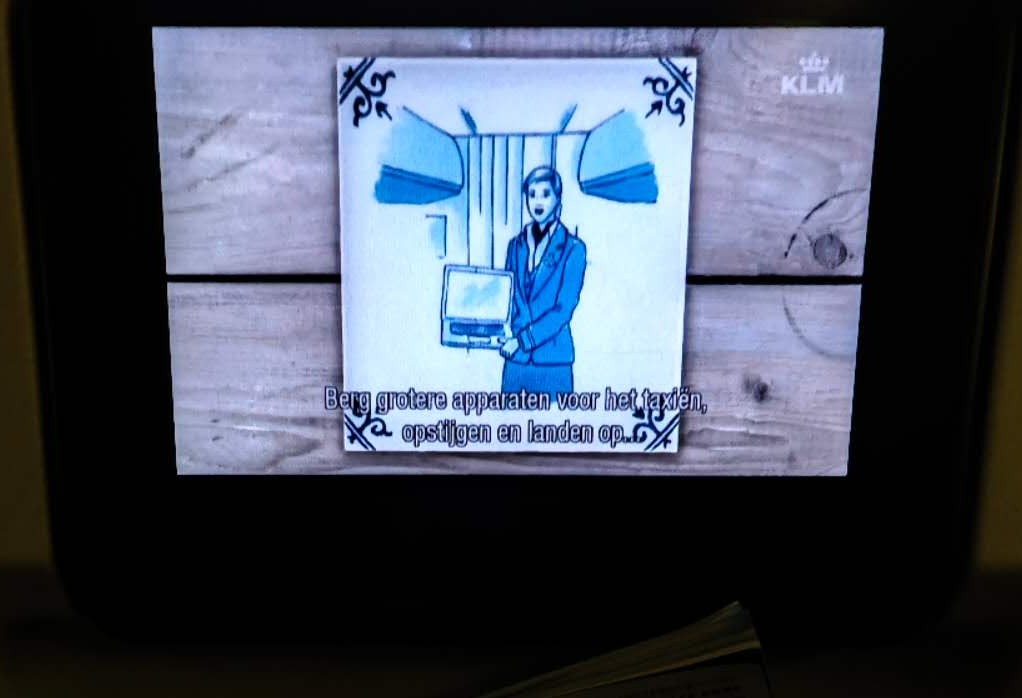 KLM
Berg grotere apparaten voor het taxiën,
opstijgen en landen op...